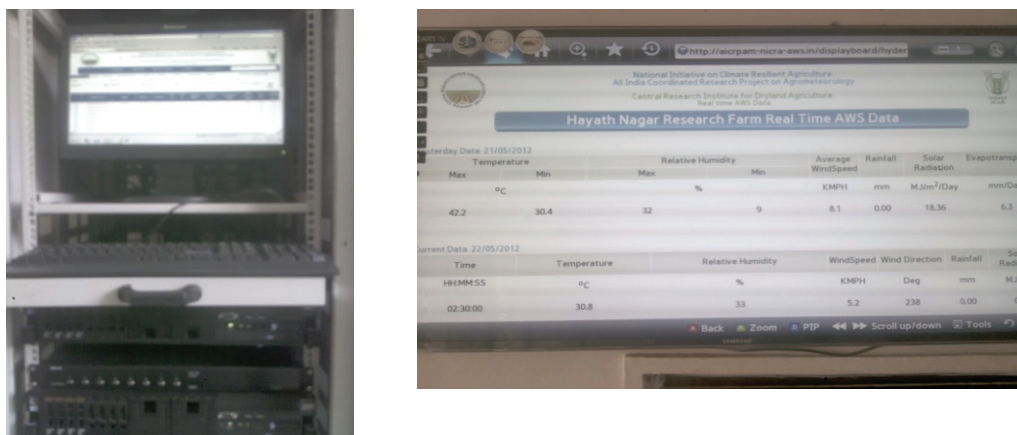 http://aicrpam-nicra-aws.in/displayboard/hyder
National Initiative on Climate Resilient Agriculture
All India Coordinated Research Project on Agrometeorology
Central Research Institute for Dryland Agriculture
Real time AWS Data
Hayath Nagar Research Farm Real Time AWS Data
Data 21/05/2012
Temperature Relative Humidity Average WindSpeed Rainfall Solar Radiation
Max Min Max Min
ºC % KMPH mm MJ/m²/Day
42.2 30.4 32 9 8.1 0.00 18.36 6.3
Current Data 22/05/2012
Time Temperature Relative Humidity WindSpeed Wind Direction Rainfall
HH:MM:SS ºC % KMPH Deg mm
02:30:00 30.8 33 5.2 238 0.00
Back Zoom PIP Scroll up/down Tools
SAMSUNG